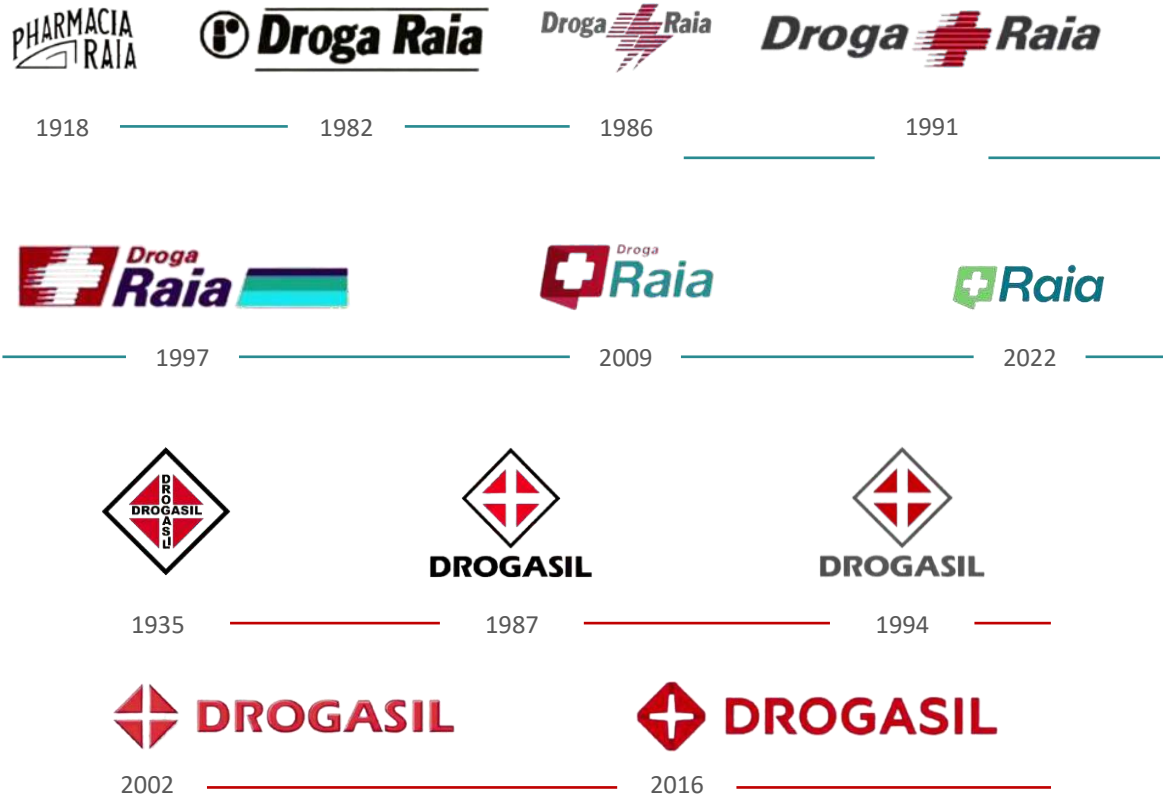 PHARMACIA
RAIA
r Droga Raia
Droga Raia
Droga Raia
1918
1982
1986
1991
Droga
Raia
Droga
Raia
Raia
1997
2009
2022
DROGASIL
DROGASIL
DROGASIL
DROGASIL
1935
1987
1994
DROGASIL
DROGASIL
2002
2016